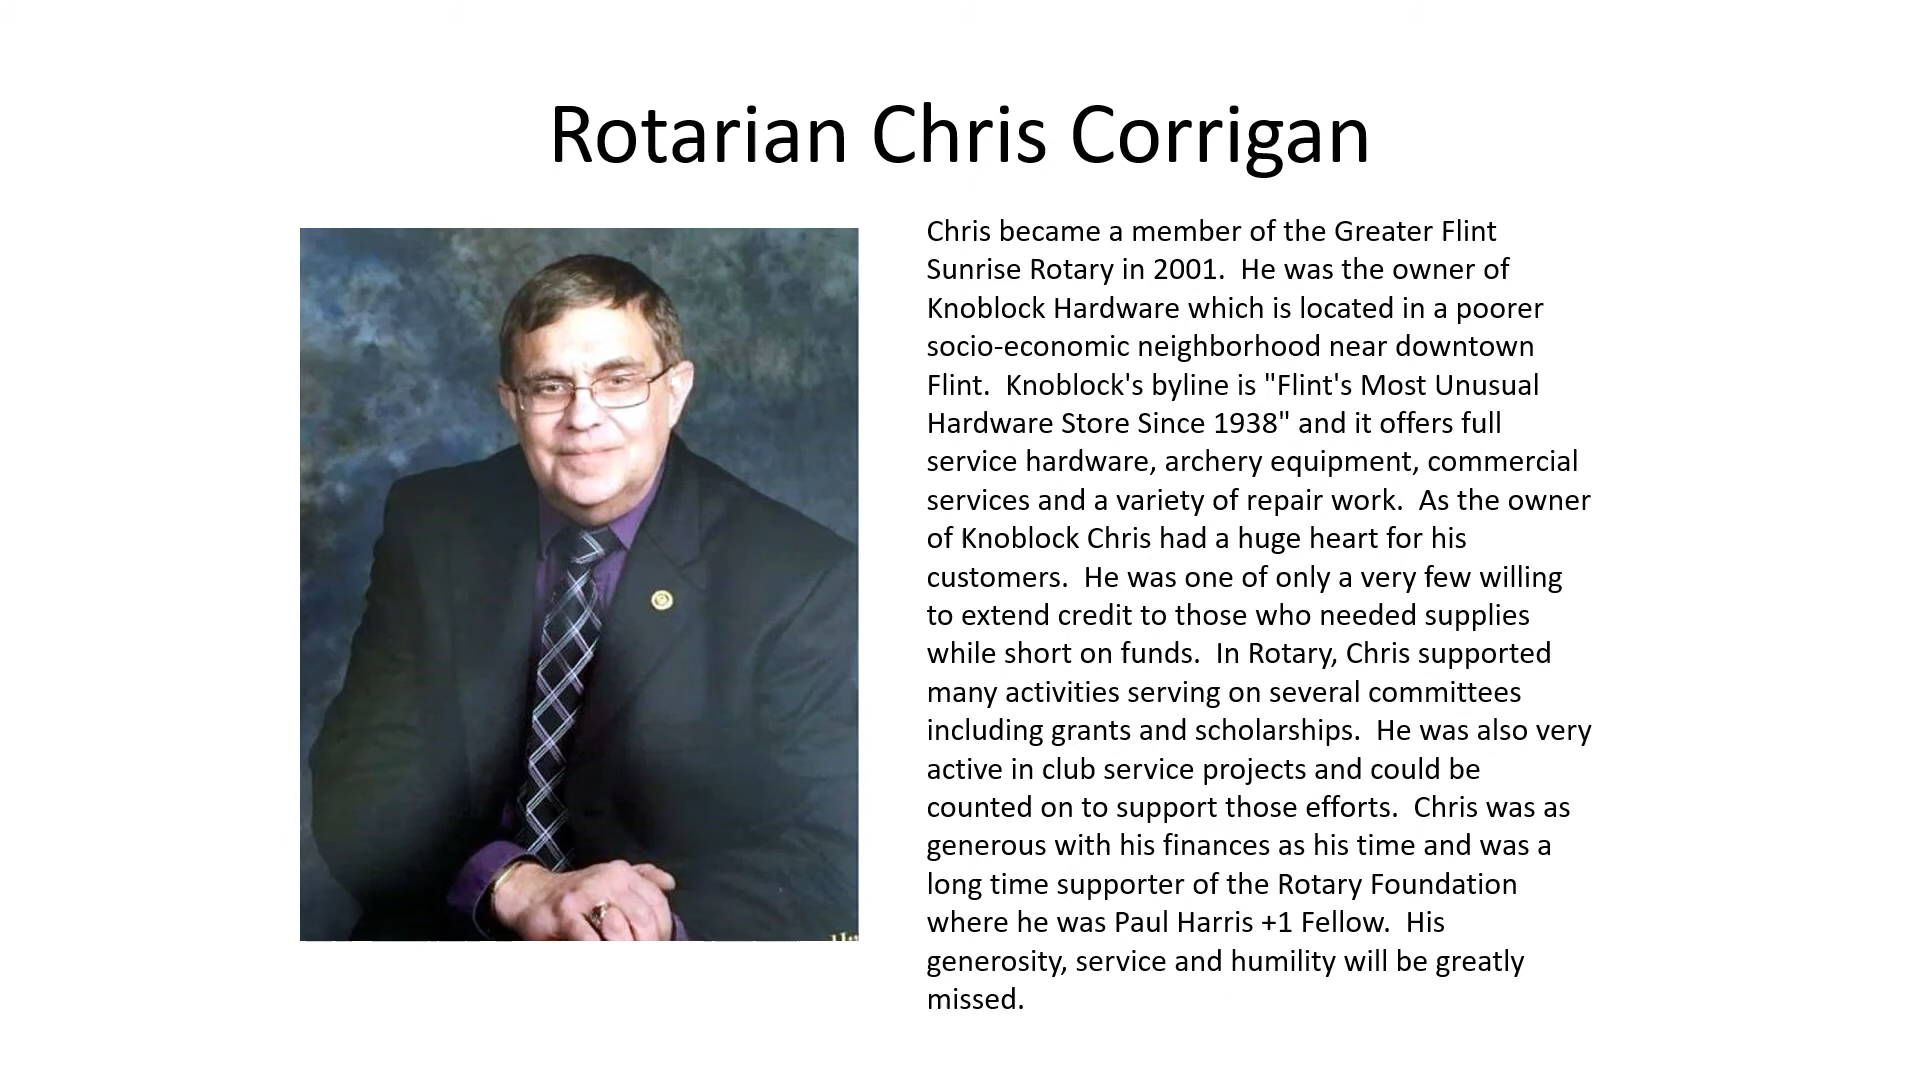 Rotarian Chris Corrigan
Chris became a member of the Greater Flint
Sunrise Rotary in 2001.  He was the owner of
Knoblock Hardware which is located in a poorer
socio-economic neighborhood near downtown
Flint.  Knoblock's byline is "Flint's Most Unusual
Hardware Store Since 1938" and it offers full
service hardware, archery equipment, commercial
services and a variety of repair work.  As the owner
of Knoblock Chris had a huge heart for his
customers.  He was one of only a very few willing
to extend credit to those who needed supplies
while short on funds.  In Rotary, Chris supported
many activities serving on several committees
including grants and scholarships.  He was also very
active in club service projects and could be
counted on to support those efforts.  Chris was as
generous with his finances as his time and was a
long time supporter of the Rotary Foundation
where he was Paul Harris +1 Fellow.  His
generosity, service and humility will be greatly
missed.